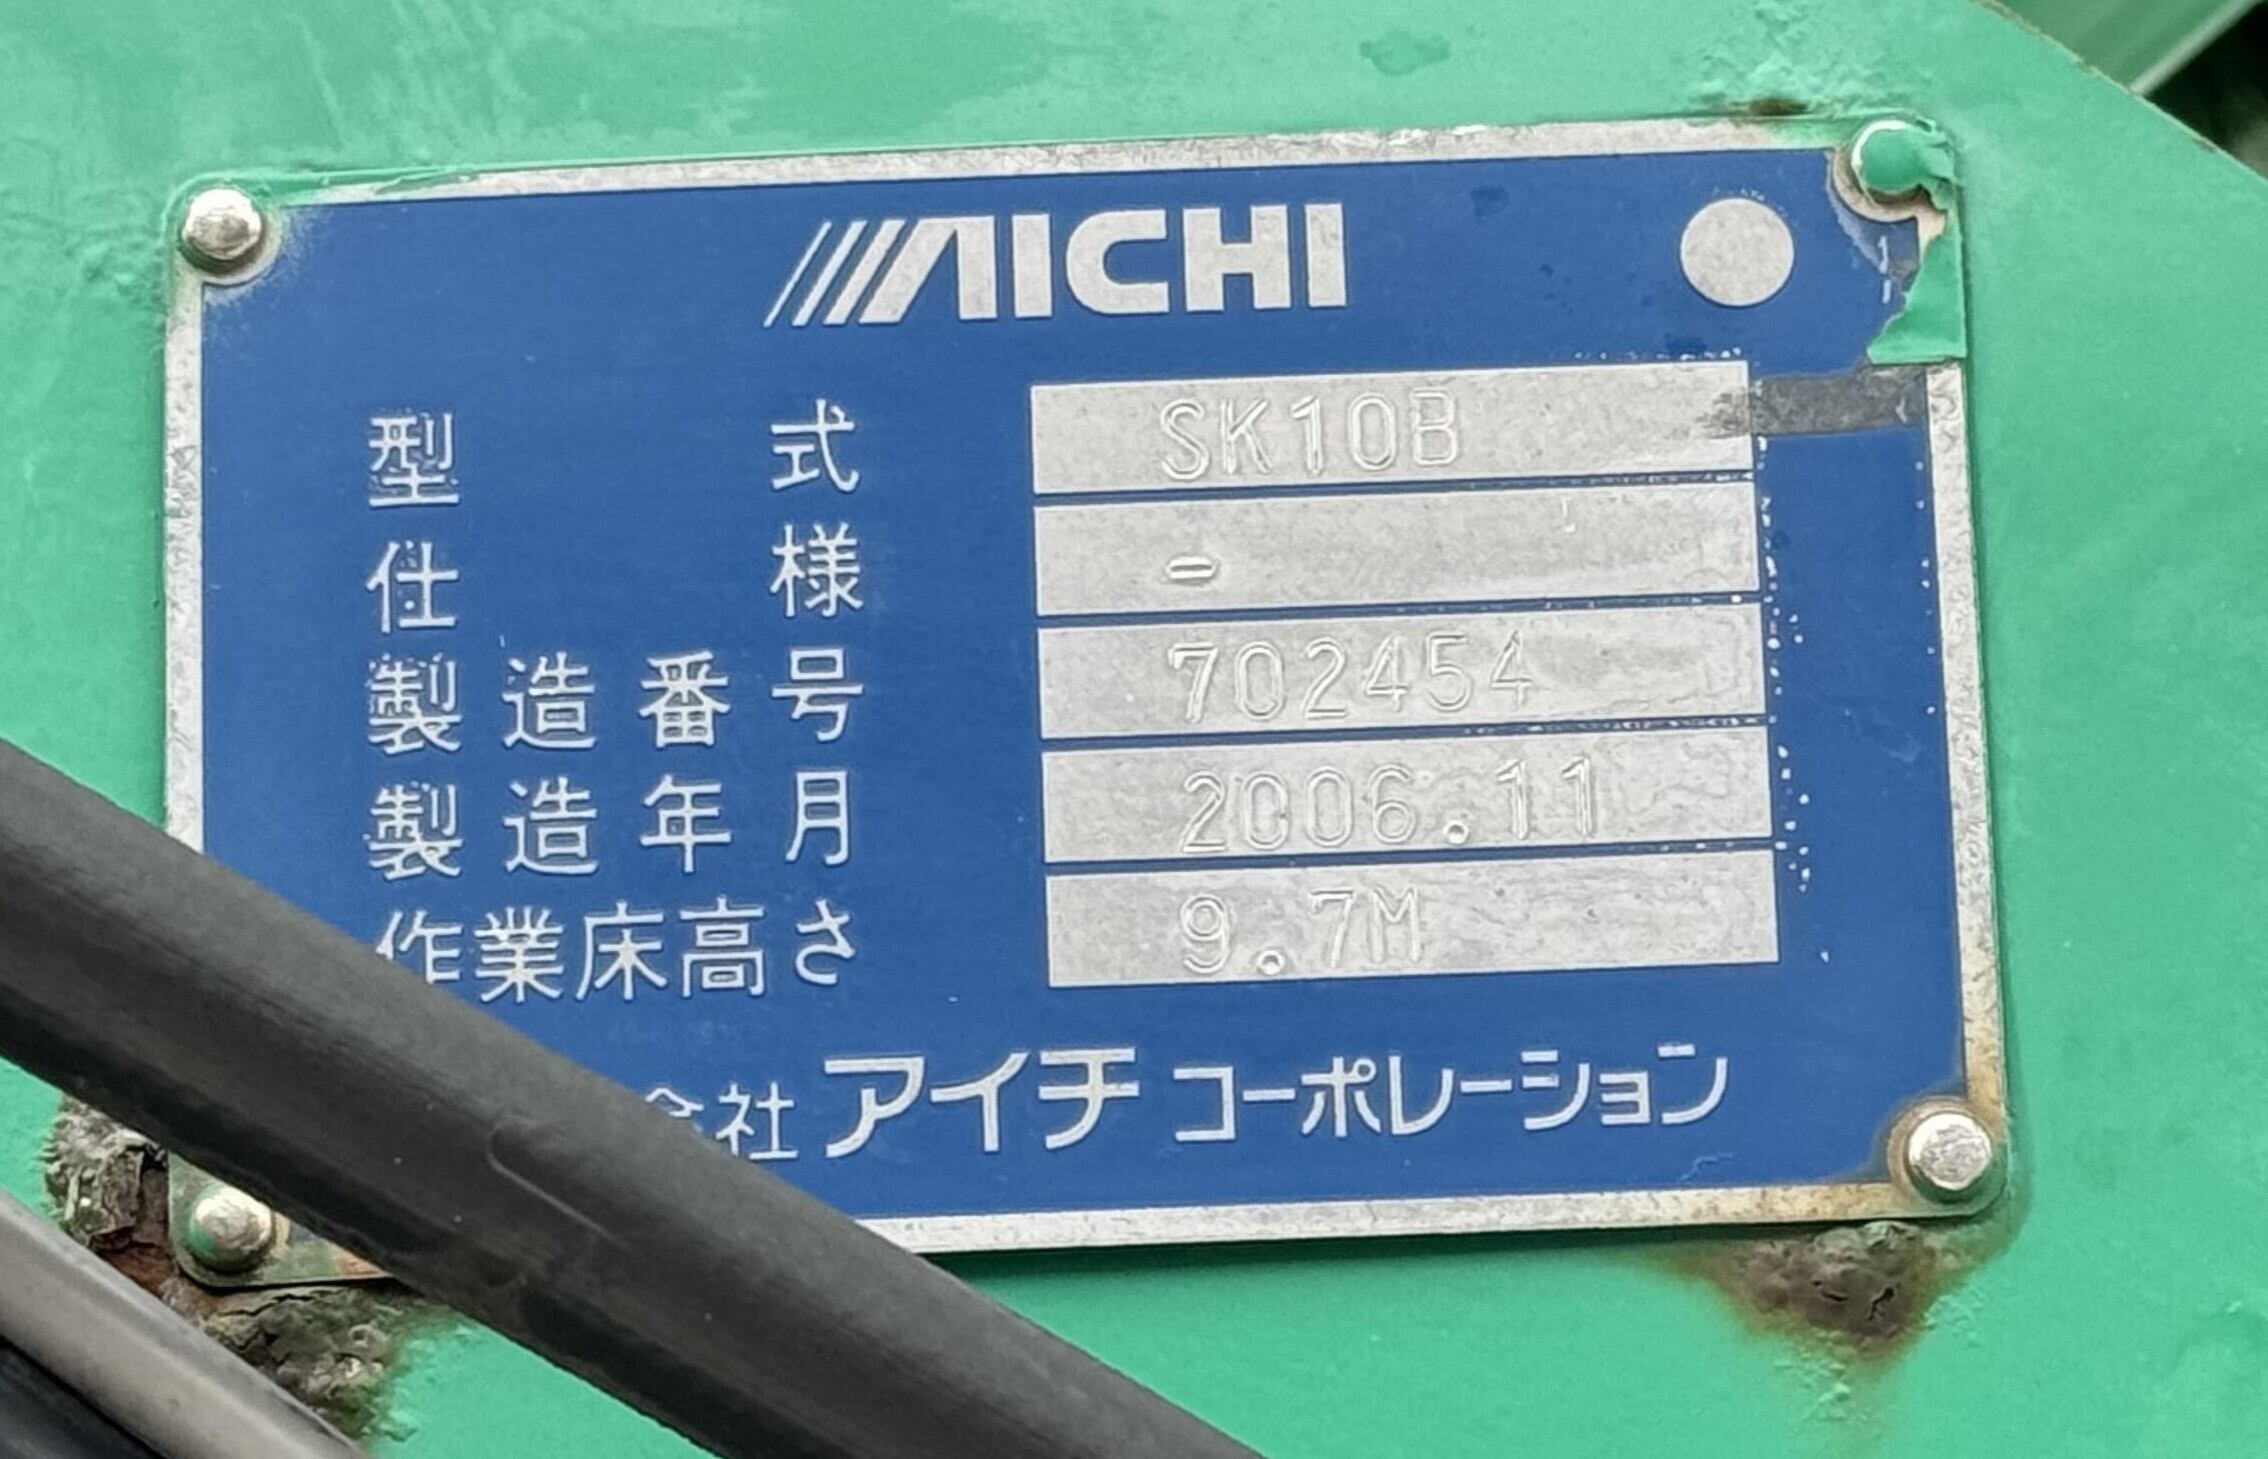 AICHI
型式 SK10B
仕様 -
製造番号 702454
製造年月 2006.11
作業床高さ 9.7M
会社アイチコーポレーション